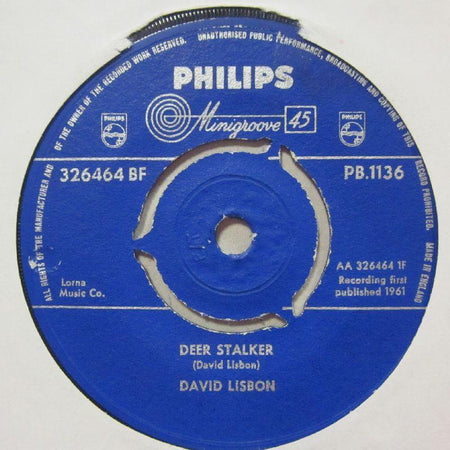 ALL RIGHTS OF THE MANUFACTURER AND OF THE OWNER OF THE RECORDED WORK RESERVED. UNAUTHORISED PUBLIC PERFORMANCE, BROADCASTING AND COPYING OF THIS RECORD PROHIBITED. MADE IN ENGLAND
PHILIPS
PHILIPS
Minigroove 45
PHILIPS
326464 BF
PB.1136
Lorna
Music Co.
AA 326464 1F
Recording first
published 1961
DEER STALKER
(David Lisbon)
DAVID LISBON